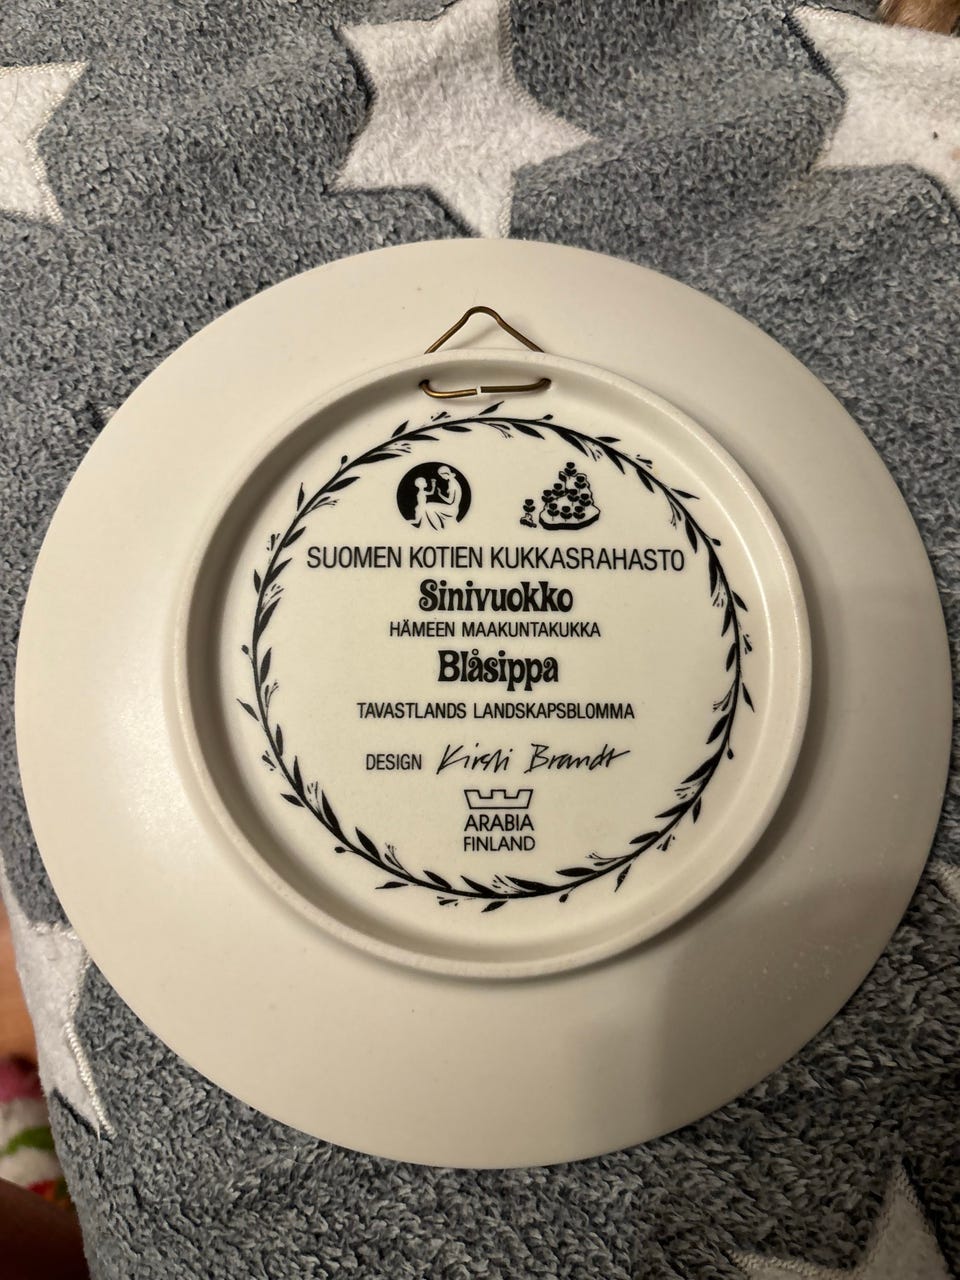 SUOMEN KOTIEN KUKKASRAHASTO
Sinivuokko
HÄMEEN MAAKUNTAKUKKA
Blåsippa
TAVASTLANDS LANDSKAPSBLOMMA
DESIGN Kirsti Brandt
ARABIA
FINLAND